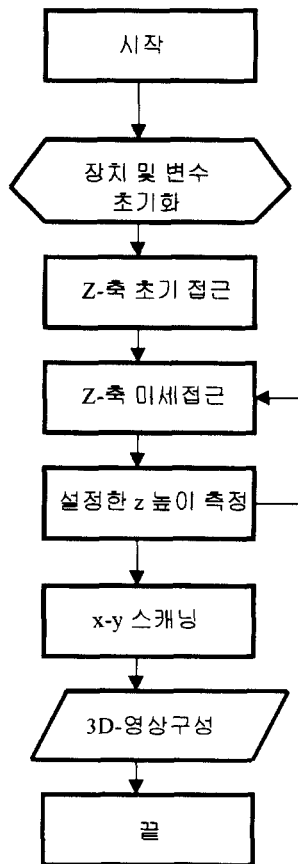 시작
장치 및 변수
초기화
Z-축 초기 접근
Z-축 미세접근
설정한 z 높이 측정
x-y 스캐닝
3D-영상구성
끝